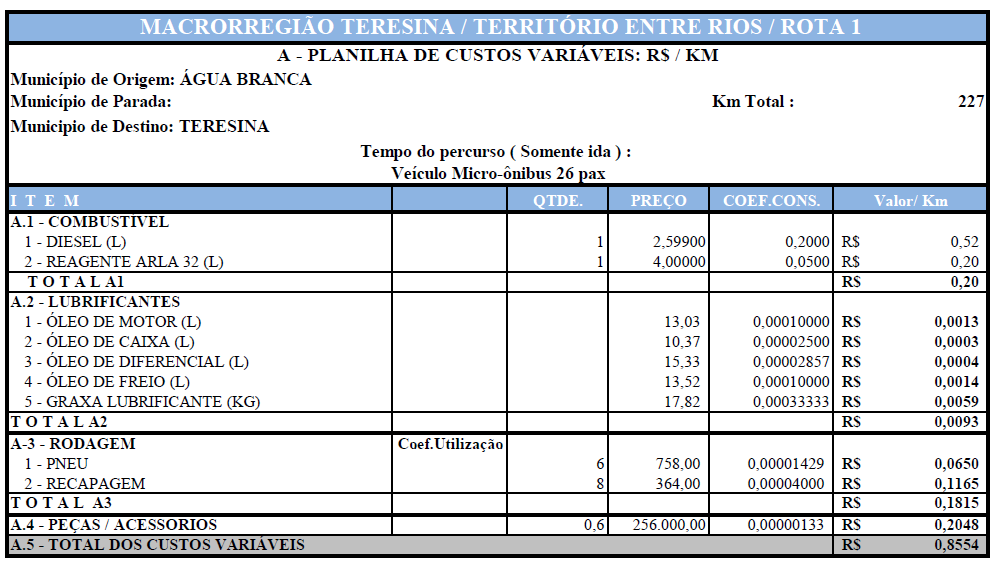 MACRORREGIÃO TERESINA / TERRITÓRIO ENTRE RIOS / ROTA 1
A - PLANILHA DE CUSTOS VARIÁVEIS: R$ / KM
Município de Origem: ÁGUA BRANCA
Município de Parada: Km Total : 227
Municipio de Destino: TERESINA
Tempo do percurso ( Somente ida ) :
Veículo Micro-ônibus 26 pax
I T E M QTDE. PREÇO COEF.CONS. Valor/ Km
A.1 - COMBUSTÍVEL
1 - DIESEL (L) 1 2,59900 0,2000 R$ 0,52
2 - REAGENTE ARLA 32 (L) 1 4,00000 0,0500 R$ 0,20
T O T A L A1 R$ 0,20
A.2 - LUBRIFICANTES
1 - ÓLEO DE MOTOR (L) 13,03 0,00010000 R$ 0,0013
2 - ÓLEO DE CAIXA (L) 10,37 0,00002500 R$ 0,0003
3 - ÓLEO DE DIFERENCIAL (L) 15,33 0,00002857 R$ 0,0004
4 - ÓLEO DE FREIO (L) 13,52 0,00010000 R$ 0,0014
5 - GRAXA LUBRIFICANTE (KG) 17,82 0,00033333 R$ 0,0059
T O T A L A2 R$ 0,0093
A-3 - RODAGEM Coef.Utilização
1 - PNEU 6 758,00 0,00001429 R$ 0,0650
2 - RECAPAGEM 8 364,00 0,00004000 R$ 0,1165
T O T A L A3 R$ 0,1815
A.4 - PEÇAS / ACESSORIOS 0,6 256.000,00 0,00000133 R$ 0,2048
A.5 - TOTAL DOS CUSTOS VARIÁVEIS R$ 0,8554